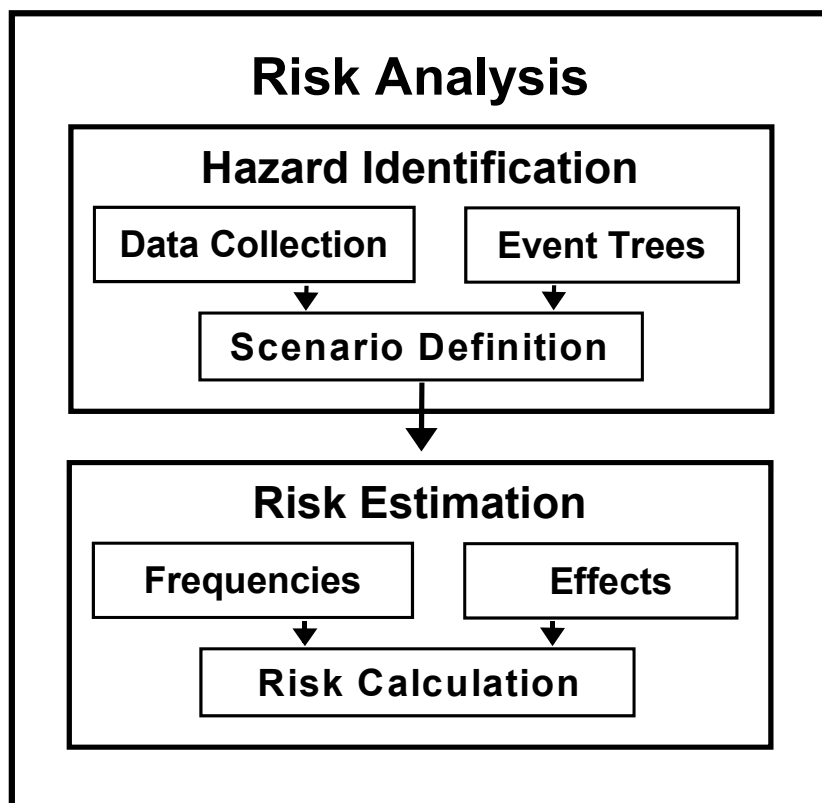 Risk Analysis
Hazard Identification
Data Collection
Event Trees
Scenario Definition
Risk Estimation
Frequencies
Effects
Risk Calculation